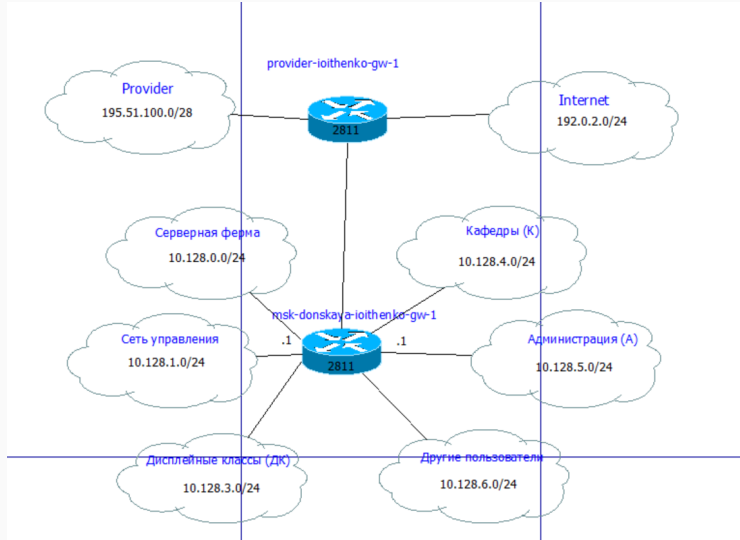 provider-ioithenko-gw-1
Provider
195.51.100.0/28
2811
Internet
192.0.2.0/24
Серверная ферма
10.128.0.0/24
Кафедры (К)
10.128.4.0/24
msk-donskaya-ioithenko-gw-1
Сеть управления
10.128.1.0/24
.1
.1
2811
Администрация (А)
10.128.5.0/24
Дисплейные классы (ДК)
10.128.3.0/24
Другие пользователи
10.128.6.0/24